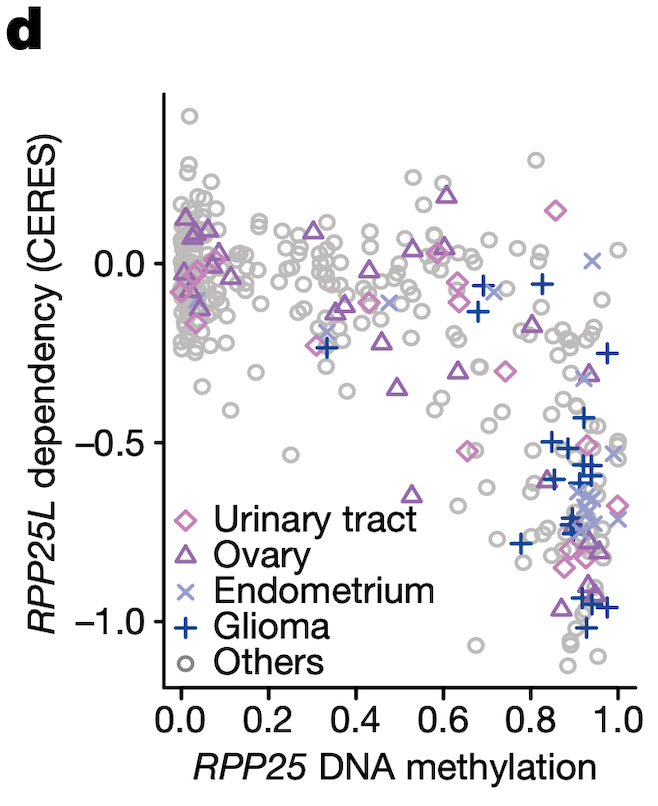 d
RPP25L dependency (CERES)
0.0
−0.5
−1.0
Urinary tract
Ovary
Endometrium
Glioma
Others
0.0 0.2 0.4 0.6 0.8 1.0
RPP25 DNA methylation